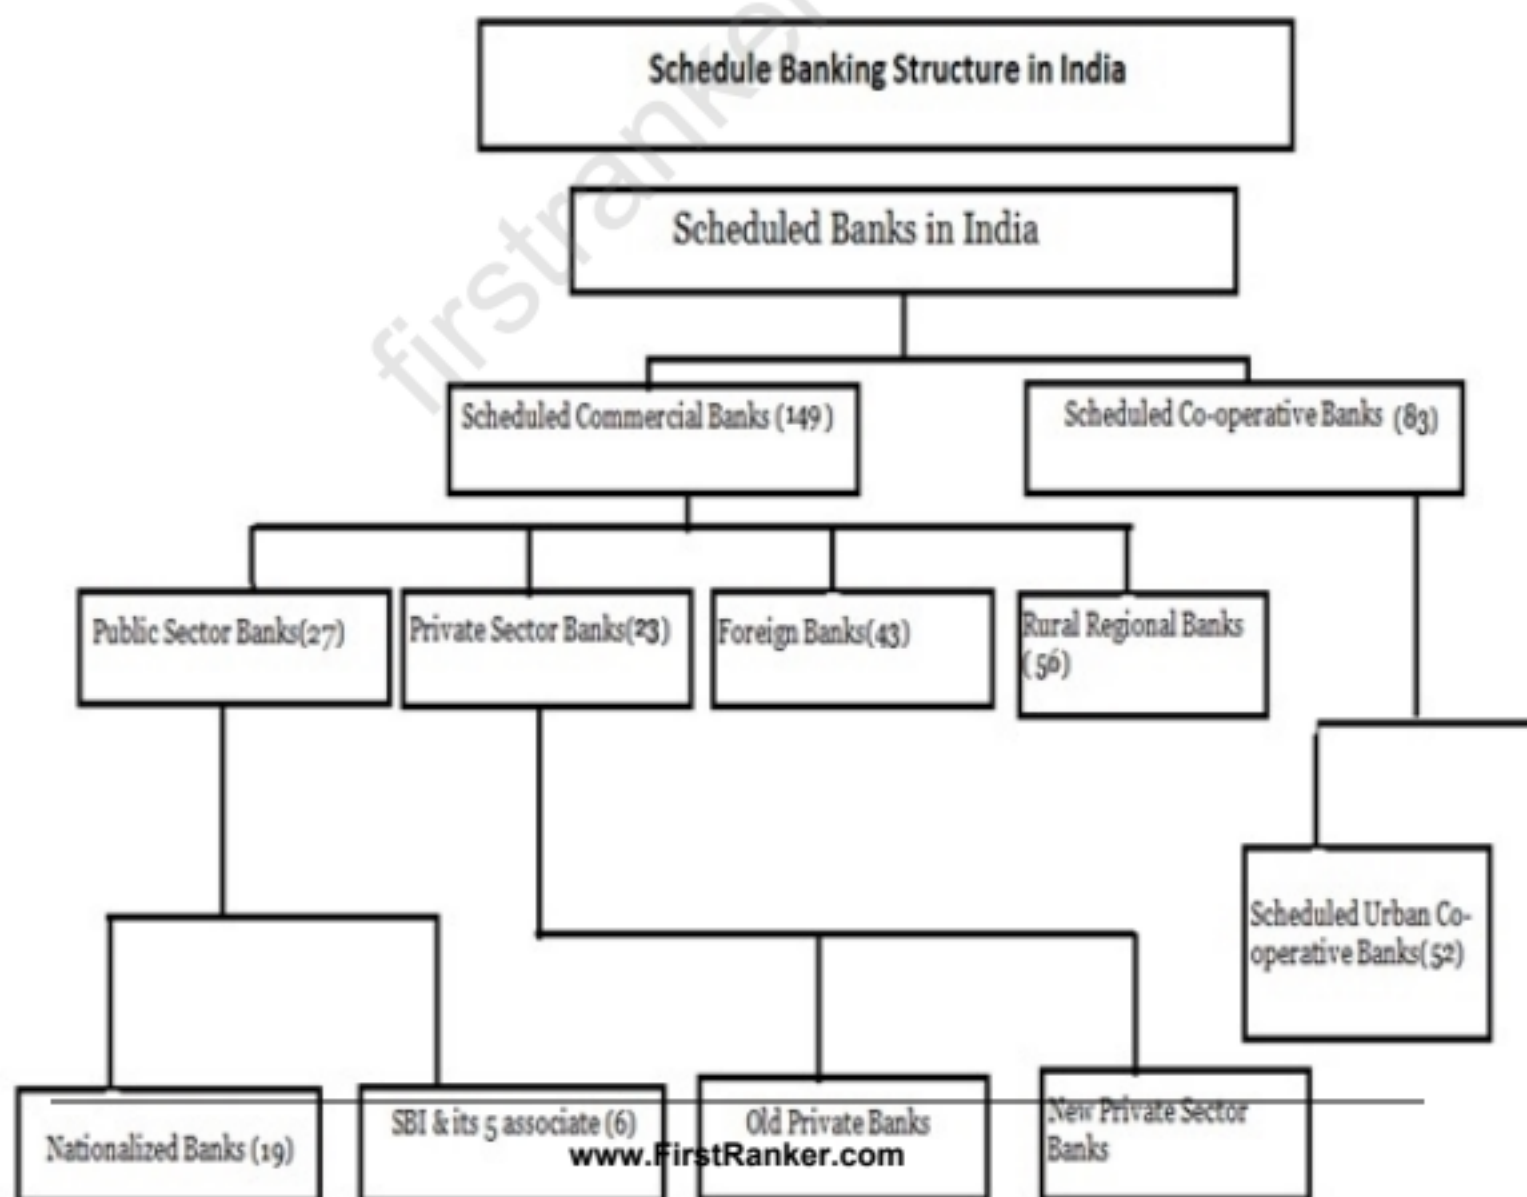 Schedule Banking Structure in India
Scheduled Banks in India
Scheduled Commercial Banks (149)
Scheduled Co-operative Banks (83)
Public Sector Banks(27)
Private Sector Banks(23)
Foreign Banks(43)
Rural Regional Banks
(56)
Scheduled Urban Co-
operative Banks(52)
Nationalized Banks (19)
SBI & its 5 associate (6)
Old Private Banks
New Private Sector
Banks
www.FirstRanker.com
firstranker